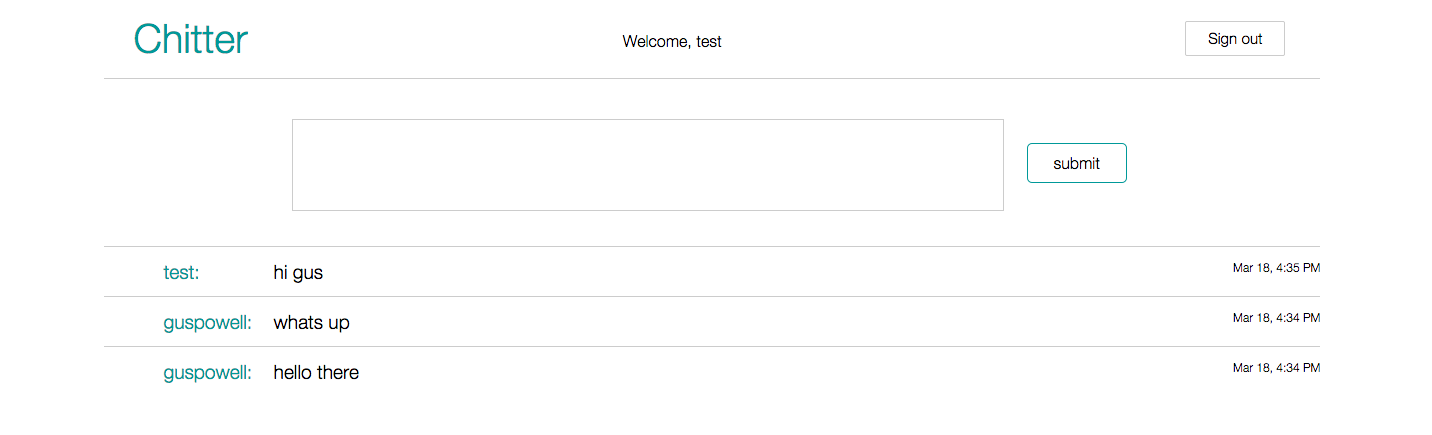 Chitter
Welcome, test
Sign out
submit
test: hi gus Mar 18, 4:35 PM
guspowell: whats up Mar 18, 4:34 PM
guspowell: hello there Mar 18, 4:34 PM